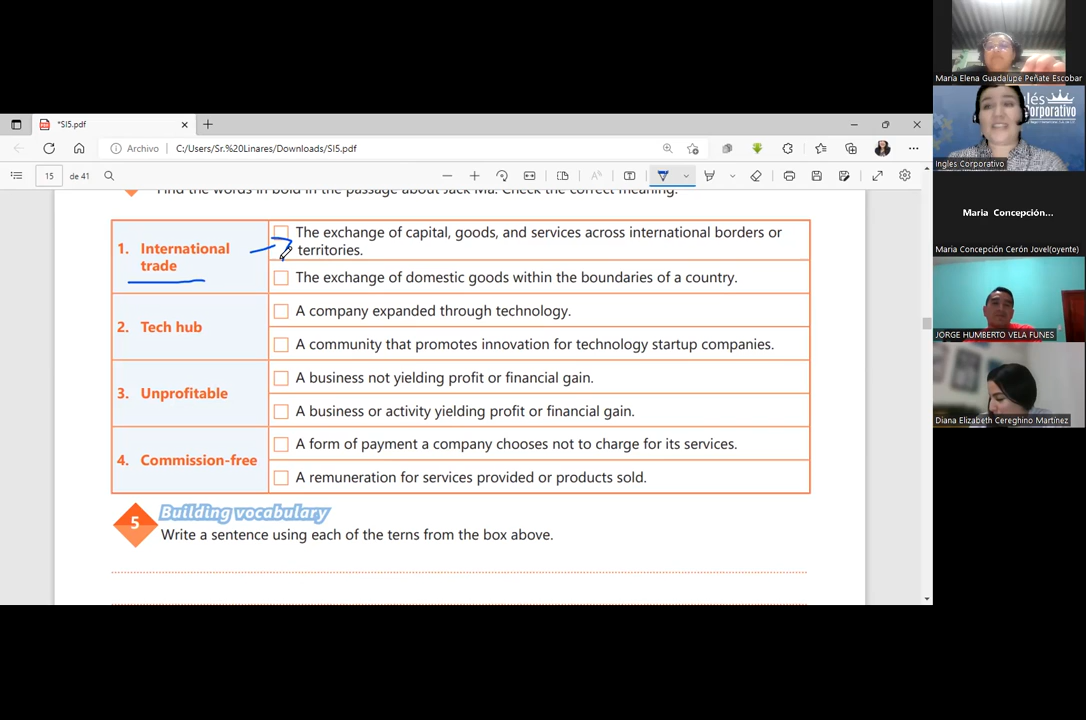 María Elena Guadalupe Peñate Escobar
*SI5.pdf
Archivo
C:/Users/Sr.%20Linares/Downloads/SI5.pdf
15 de 41
Find the words in bold in the passage about Jack Ma. Check the correct meaning.
1. International trade
The exchange of capital, goods, and services across international borders or
territories.
The exchange of domestic goods within the boundaries of a country.
2. Tech hub
A company expanded through technology.
A community that promotes innovation for technology startup companies.
3. Unprofitable
A business not yielding profit or financial gain.
A business or activity yielding profit or financial gain.
4. Commission-free
A form of payment a company chooses not to charge for its services.
A remuneration for services provided or products sold.
5 Building vocabulary
Write a sentence using each of the terns from the box above.
lés
orporativo
Ingles Corporativo
Maria Concepción...
Maria Concepción Cerón Jovel(oyente)
JORGE HUMBERTO VELA FUNES
Diana Elizabeth Cereghino Martínez